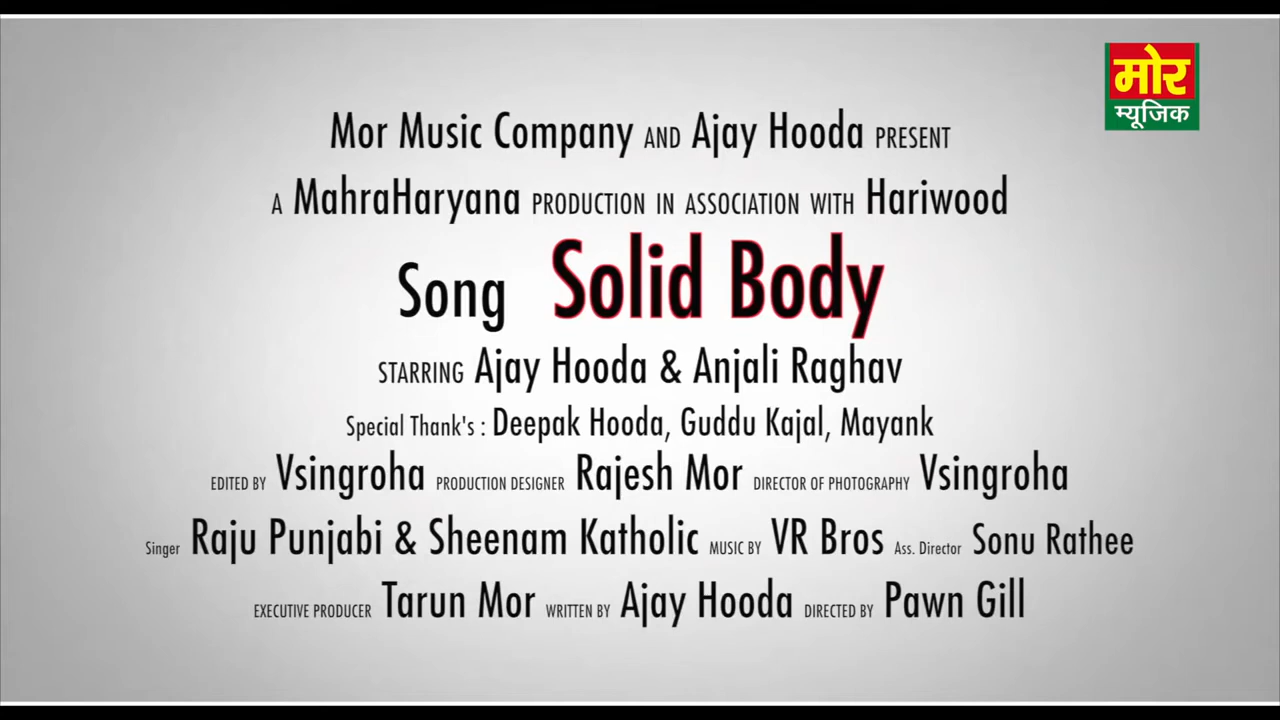 मोर
म्यूजिक
Mor Music Company AND Ajay Hooda PRESENT
A MahraHaryana PRODUCTION IN ASSOCIATION WITH Hariwood
Song Solid Body
STARRING Ajay Hooda & Anjali Raghav
Special Thank's : Deepak Hooda, Guddu Kajal, Mayank
EDITED BY Vsingroha PRODUCTION DESIGNER Rajesh Mor DIRECTOR OF PHOTOGRAPHY Vsingroha
Singer Raju Punjabi & Sheenam Katholic MUSIC BY VR Bros Ass. Director Sonu Rathee
EXECUTIVE PRODUCER Tarun Mor WRITTEN BY Ajay Hooda DIRECTED BY Pawn Gill